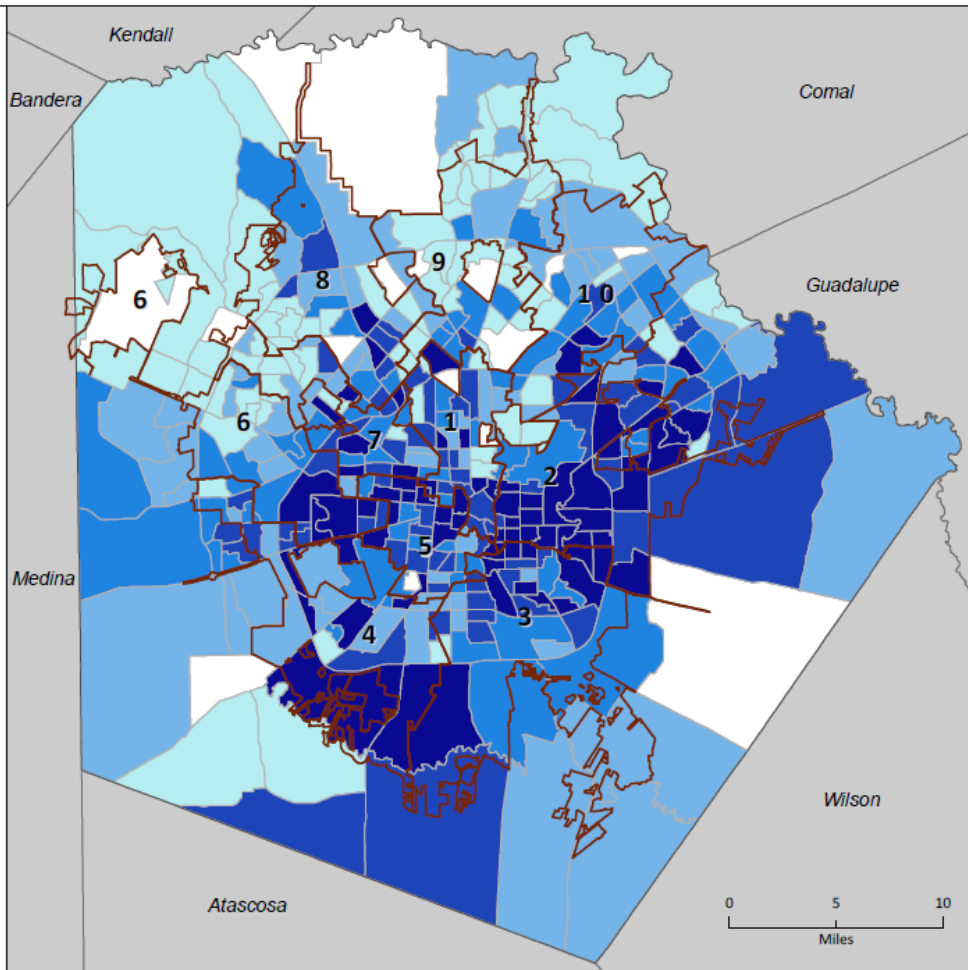 Kendall
Bandera
Comal
Guadalupe
9
8
6
1 0
6
1
7
2
5
Medina
3
4
Wilson
Atascosa
0 5 10
Miles